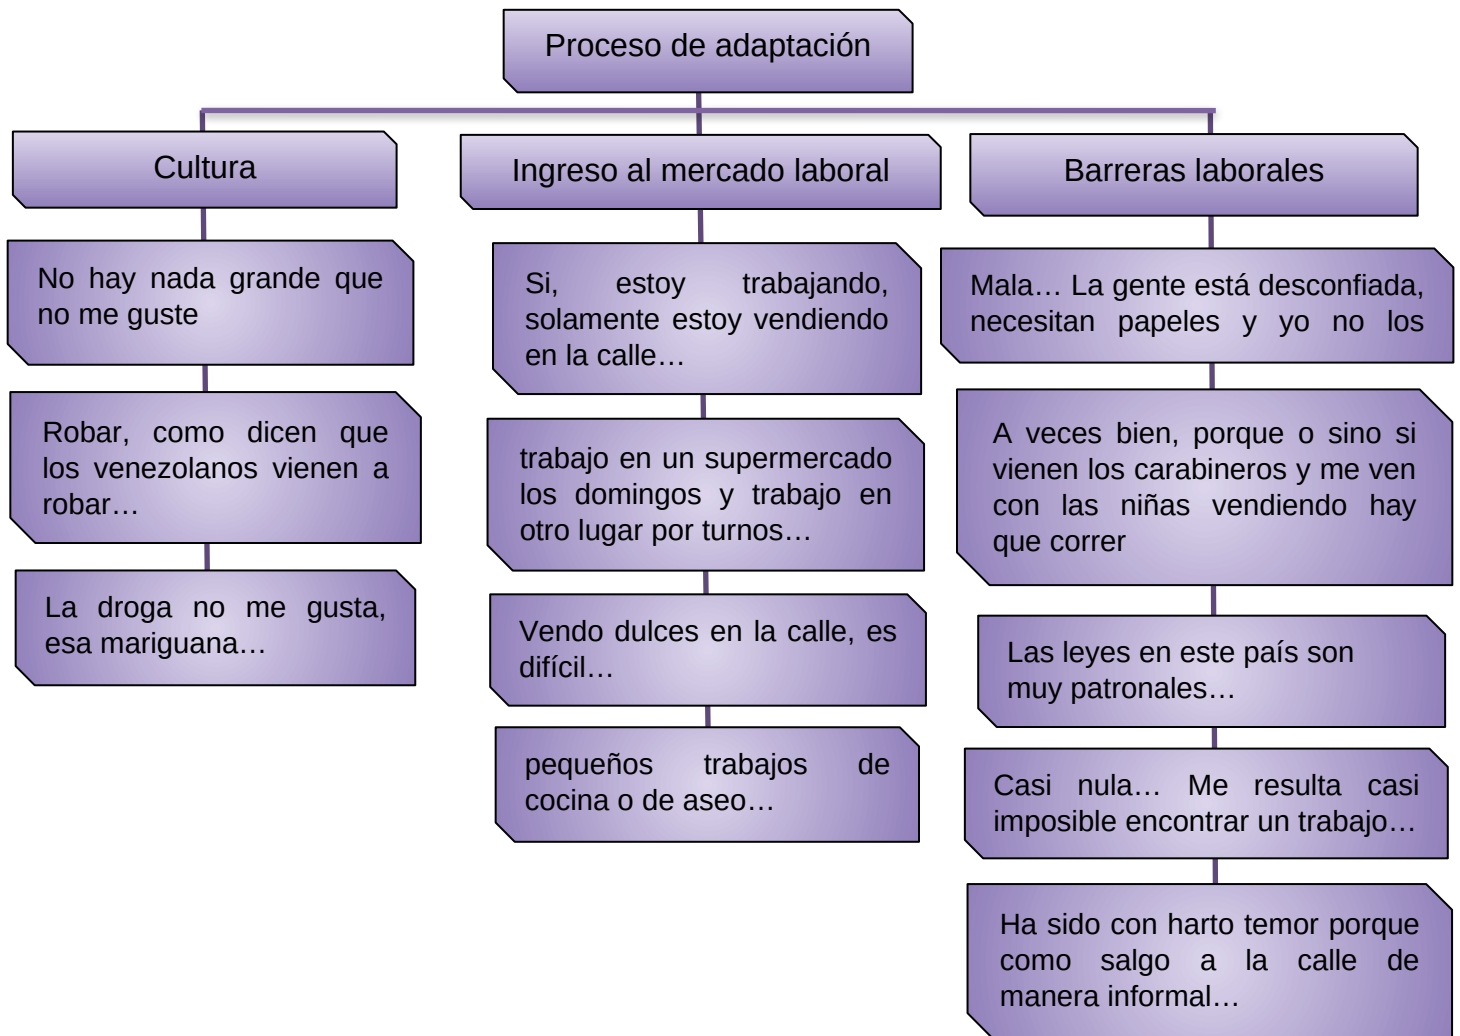 Proceso de adaptación
Cultura
No hay nada grande que
no me guste
Robar, como dicen que
los venezolanos vienen a
robar…
La droga no me gusta,
esa mariguana…
Ingreso al mercado laboral
Si, estoy trabajando,
solamente estoy vendiendo
en la calle…
trabajo en un supermercado
los domingos y trabajo en
otro lugar por turnos…
Vendo dulces en la calle, es
difícil…
pequeños trabajos de
cocina o de aseo…
Barreras laborales
Mala… La gente está desconfiada,
necesitan papeles y yo no los
A veces bien, porque o sino si
vienen los carabineros y me ven
con las niñas vendiendo hay
que correr
Las leyes en este país son
muy patronales…
Casi nula… Me resulta casi
imposible encontrar un trabajo…
Ha sido con harto temor porque
como salgo a la calle de
manera informal…